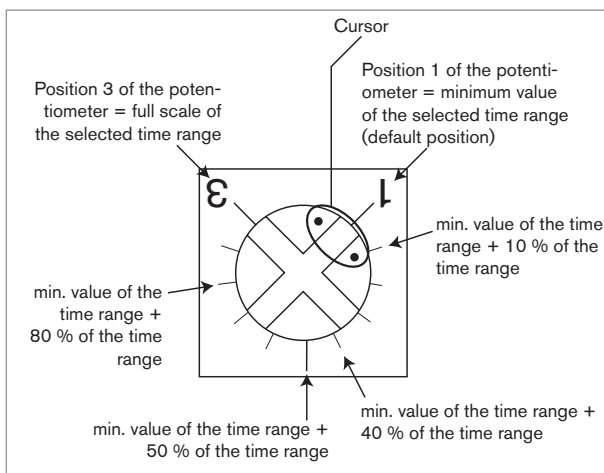 Cursor
Position 3 of the poten-
tiometer = full scale of
the selected time range
Position 1 of the potenti-
ometer = minimum value
of the selected time range
(default position)
3
1
min. value of the time
range + 10 % of the
time range
min. value of the
time range +
80 % of the time
range
min. value of the time range +
40 % of the time range
min. value of the time range +
50 % of the time range